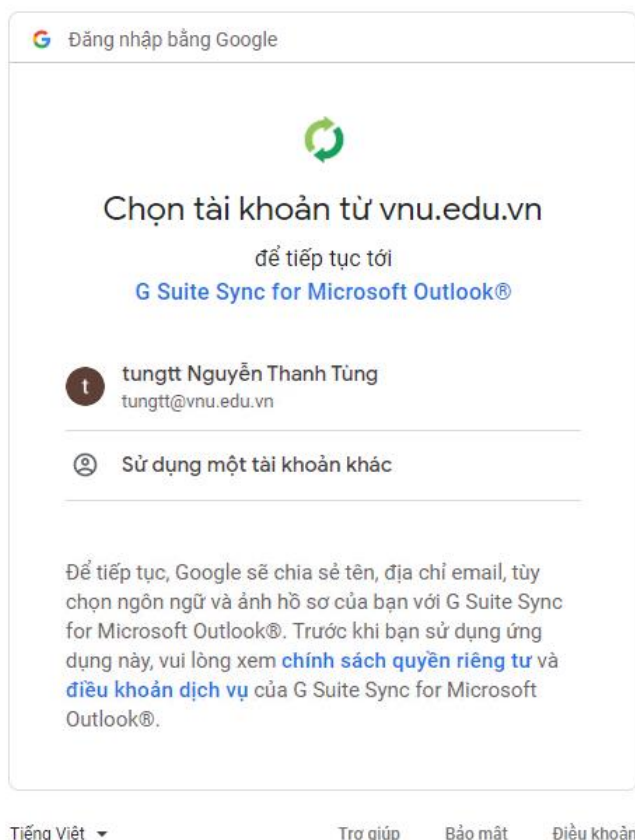 Đăng nhập bằng Google
Chọn tài khoản từ vnu.edu.vn
để tiếp tục tới
G Suite Sync for Microsoft Outlook®
t
tungtt Nguyễn Thanh Tùng
tungtt@vnu.edu.vn
Sử dụng một tài khoản khác
Để tiếp tục, Google sẽ chia sẻ tên, địa chỉ email, tùy
chọn ngôn ngữ và ảnh hồ sơ của bạn với G Suite Sync
for Microsoft Outlook®. Trước khi bạn sử dụng ứng
dụng này, vui lòng xem chính sách quyền riêng tư và
điều khoản dịch vụ của G Suite Sync for Microsoft
Outlook®.
Tiếng Việt Trợ giúp Bảo mật Điều khoản